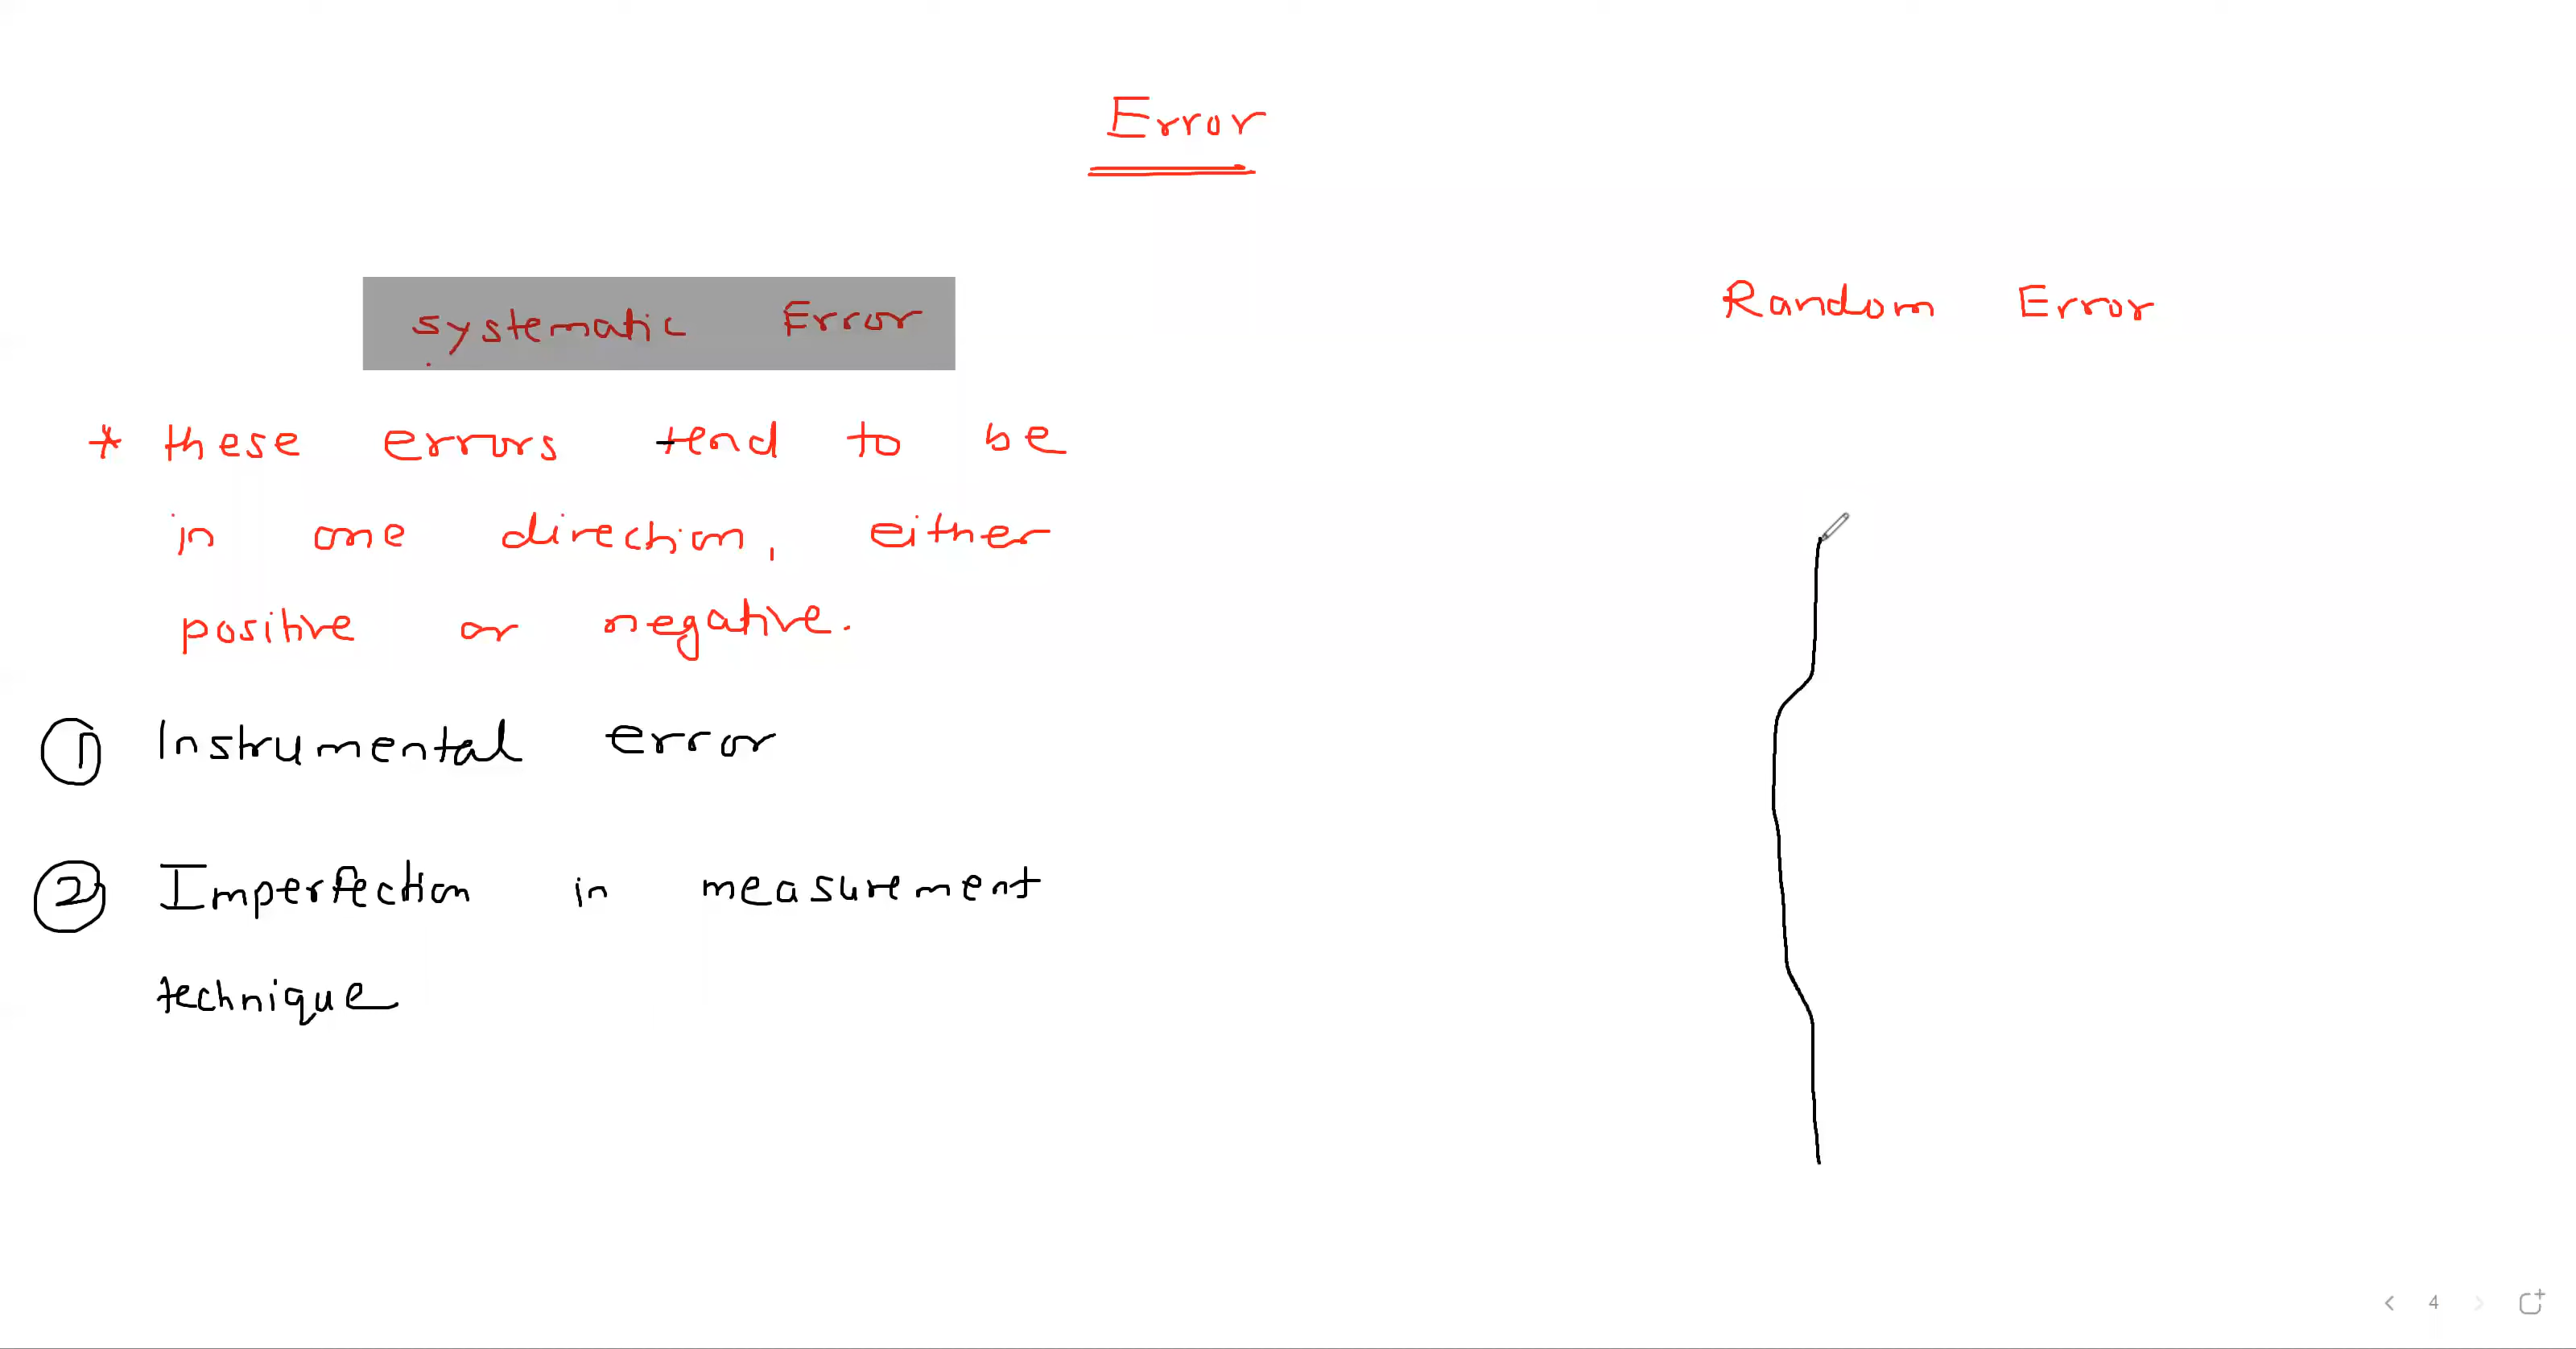 Error
systematic Error
Random Error
* these errors tend to be
in one direction, either
positive or negative.
① Instrumental error
② Imperfection in measurement
technique
4